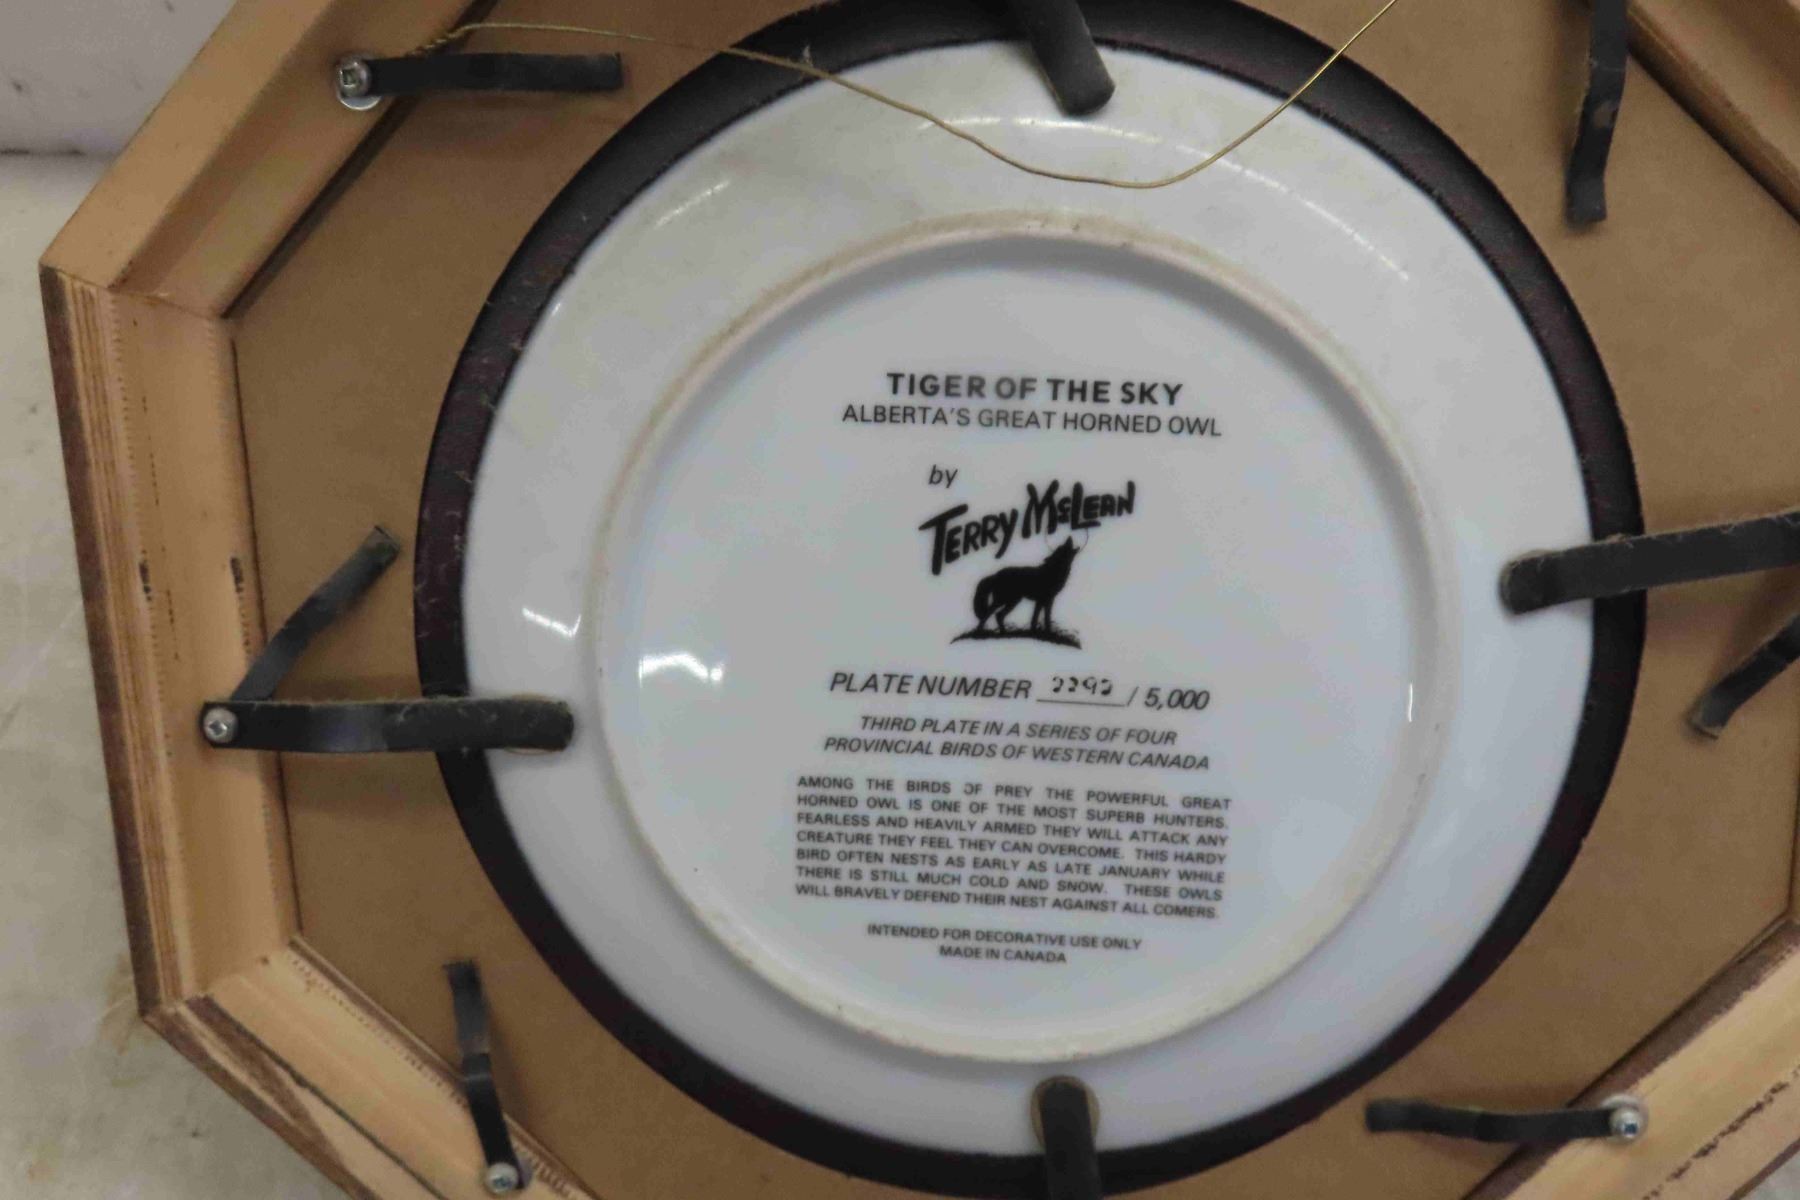 TIGER OF THE SKY
ALBERTA'S GREAT HORNED OWL
by
TERRY McLEAN
PLATE NUMBER 2292 / 5,000
THIRD PLATE IN A SERIES OF FOUR
PROVINCIAL BIRDS OF WESTERN CANADA
AMONG THE BIRDS OF PREY THE POWERFUL GREAT
HORNED OWL IS ONE OF THE MOST SUPERB HUNTERS.
FEARLESS AND HEAVILY ARMED THEY WILL ATTACK ANY
CREATURE THEY FEEL THEY CAN OVERCOME. THIS HARDY
BIRD OFTEN NESTS AS EARLY AS LATE JANUARY WHILE
THERE IS STILL MUCH COLD AND SNOW. THESE OWLS
WILL BRAVELY DEFEND THEIR NEST AGAINST ALL COMERS.
INTENDED FOR DECORATIVE USE ONLY
MADE IN CANADA